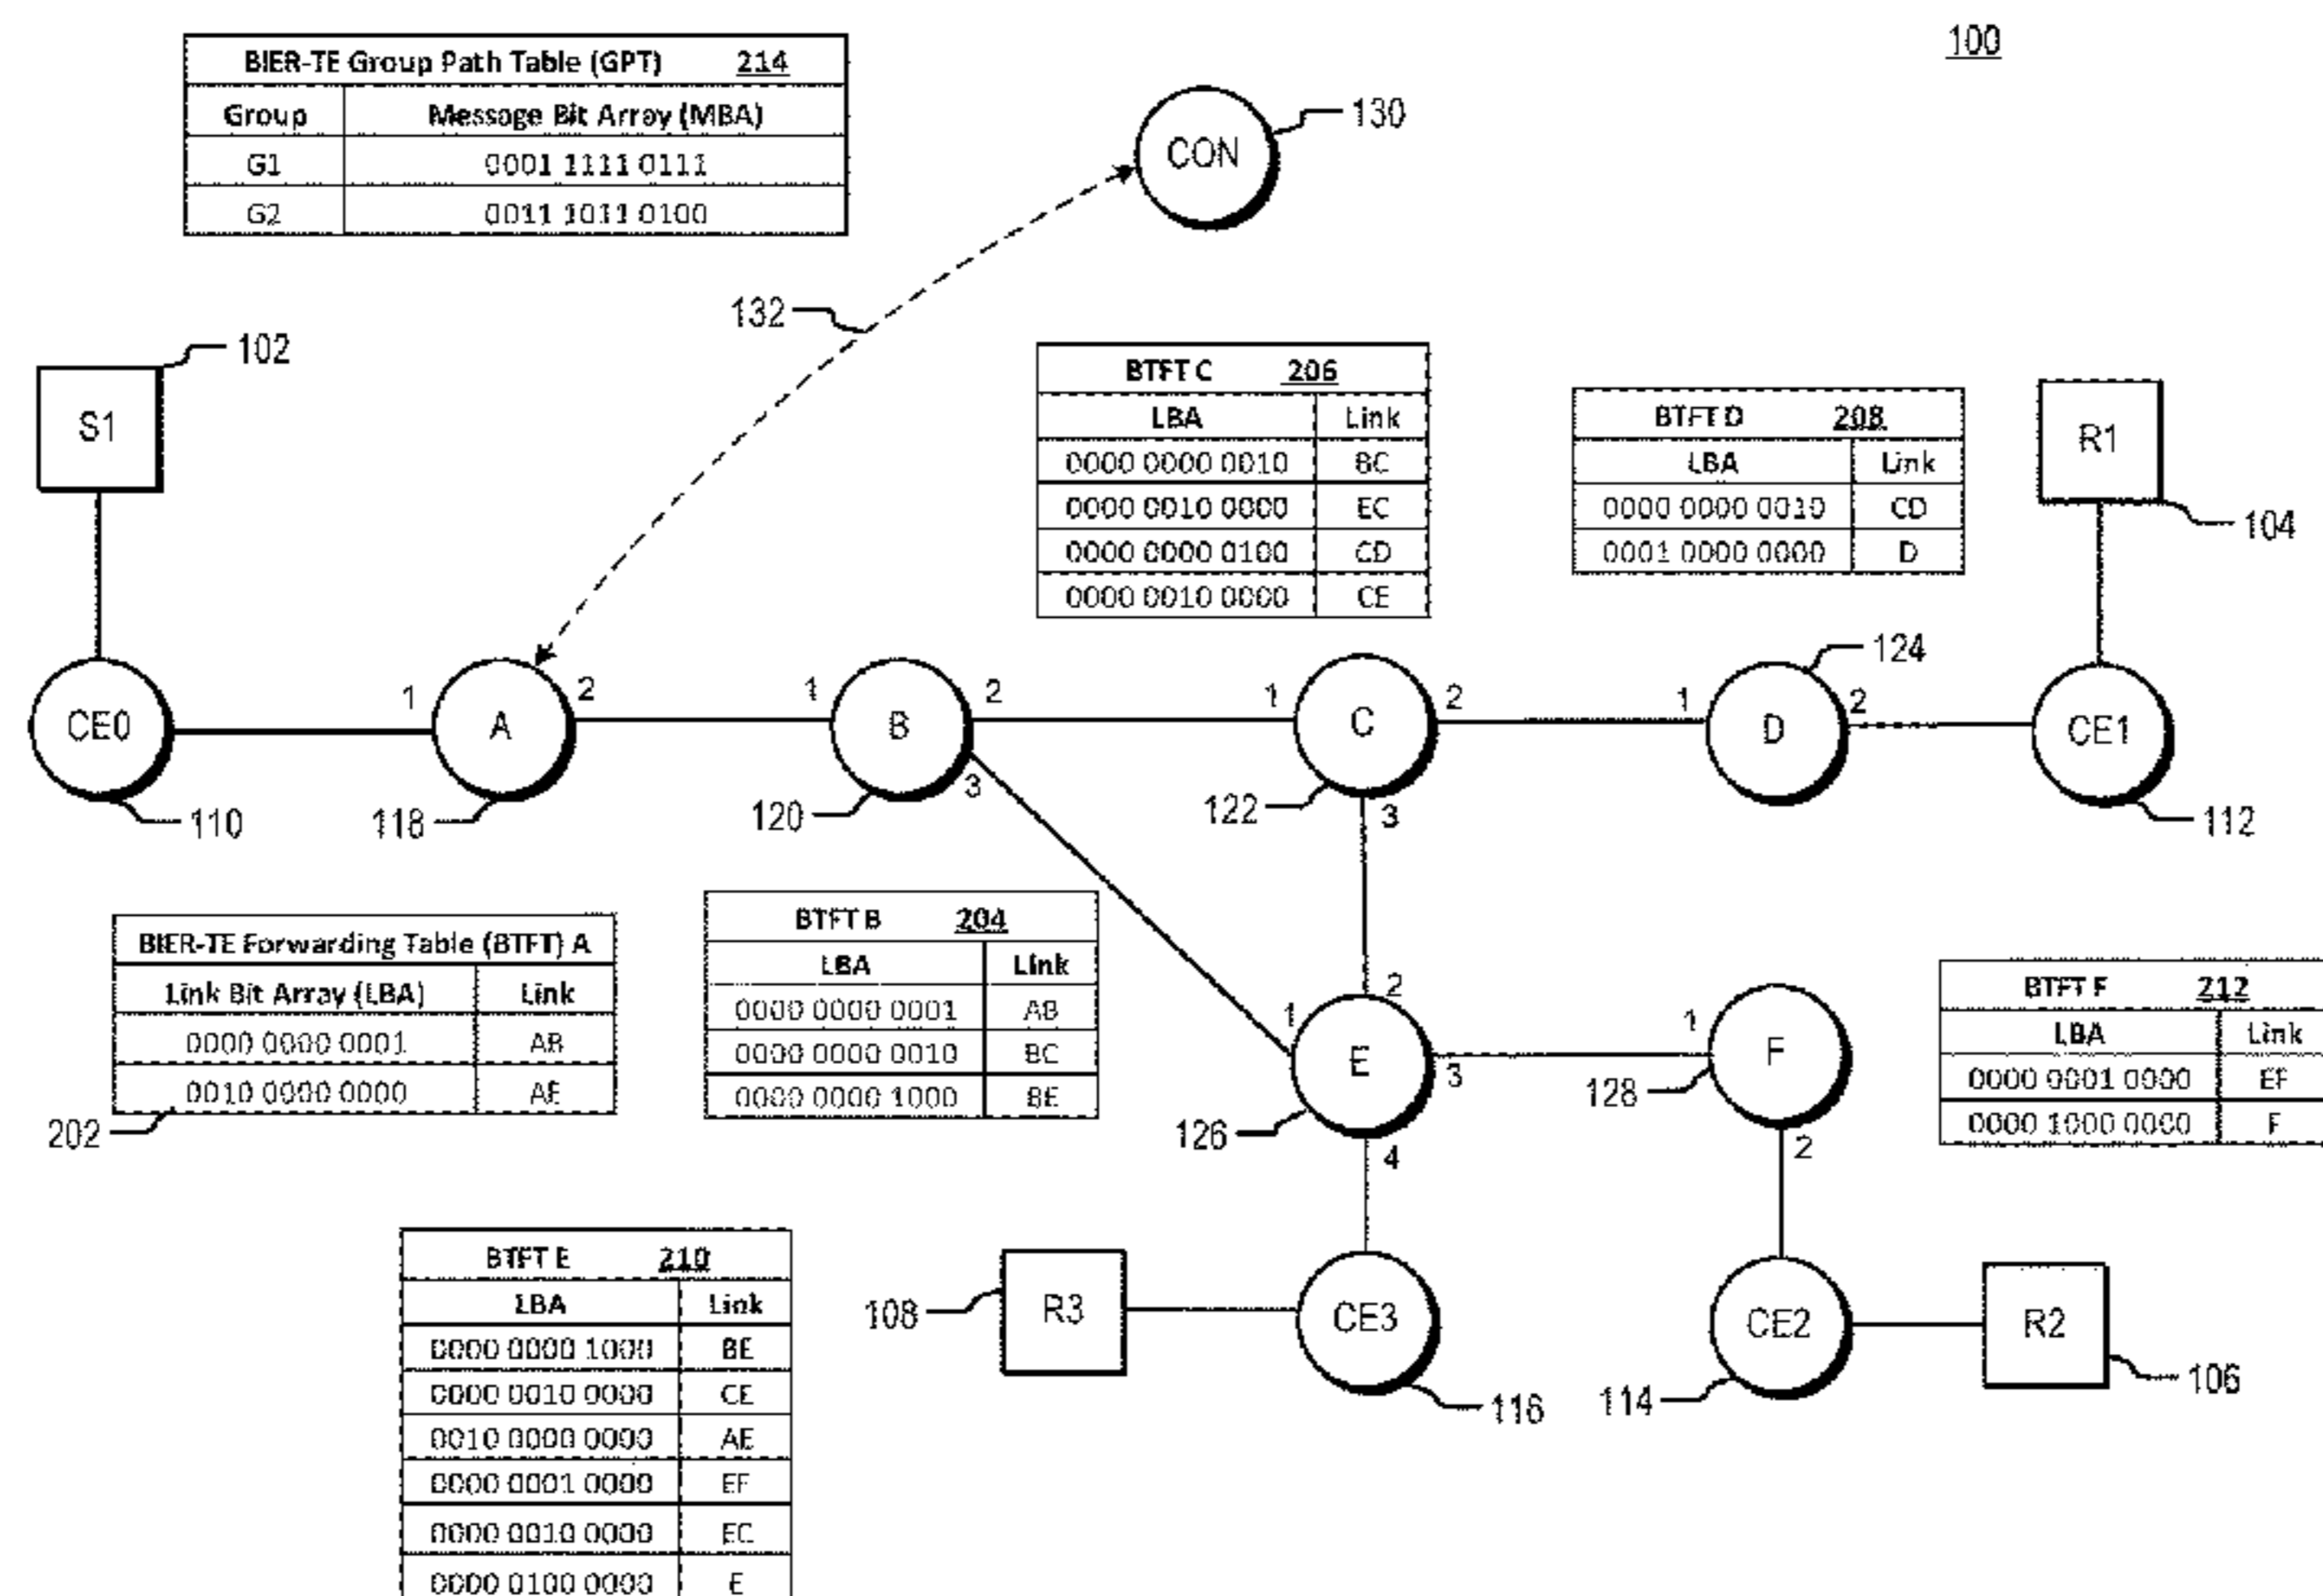 100
BIER-TE Group Path Table (GPT) 214
Group Message Bit Array (MBA)
G1 0001 1111 0111
G2 0011 1011 0100
CON
130
132
102
S1
BTFT C 206
LBA Link
0000 0000 0010 BC
0000 0010 0000 EC
0000 0000 0100 CD
0000 0010 0000 CE
BTFT D 208
LBA Link
0000 0000 0010 CD
0001 0000 0000 D
R1
104
CE0
110
1 A 2
118
1 B 2
3
120
1 C 2
3
122
1 D 2
124
CE1
112
BIER-TE Forwarding Table (BTFT) A
Link Bit Array (LBA) Link
0000 0000 0001 AB
0010 0000 0000 AE
202
BTFT B 204
LBA Link
0000 0000 0001 AB
0000 0000 0010 BC
0000 0000 1000 BE
2
1 E 3
4
126
1 F
2
128
BTFT F 212
LBA Link
0000 0001 0000 EF
0000 1000 0000 F
BTFT E 210
LBA Link
0000 0000 1000 BE
0000 0010 0000 CE
0010 0000 0000 AE
0000 0001 0000 EF
0000 0010 0000 EC
0000 0100 0000 E
108
R3
CE3
116
CE2
114
R2
106